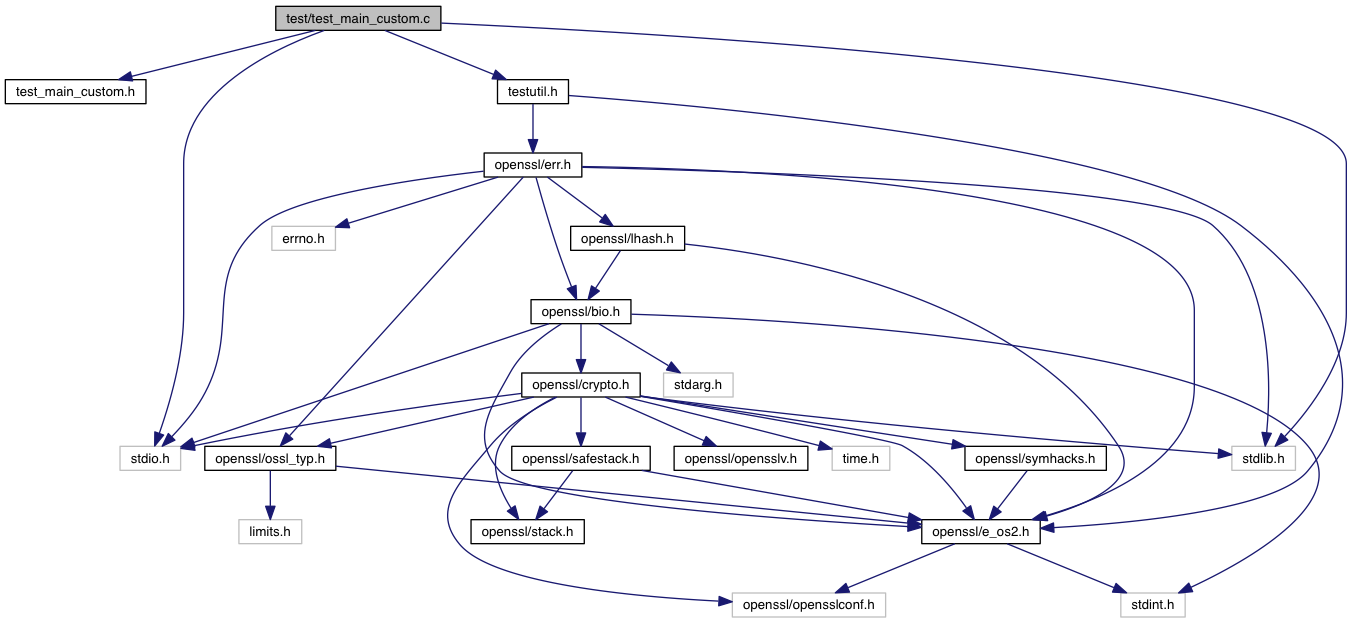 test/test_main_custom.c
test_main_custom.h
testutil.h
openssl/err.h
errno.h
openssl/lhash.h
openssl/bio.h
openssl/crypto.h
stdarg.h
stdio.h
openssl/ossl_typ.h
openssl/safestack.h
openssl/opensslv.h
time.h
openssl/symhacks.h
stdlib.h
limits.h
openssl/stack.h
openssl/e_os2.h
openssl/opensslconf.h
stdint.h